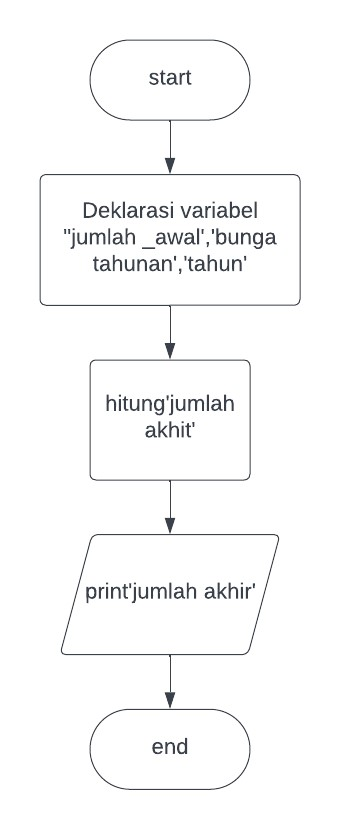 start
Deklarasi variabel
"jumlah _awal','bunga
tahunan','tahun'
hitung'jumlah
akhit'
print'jumlah akhir'
end